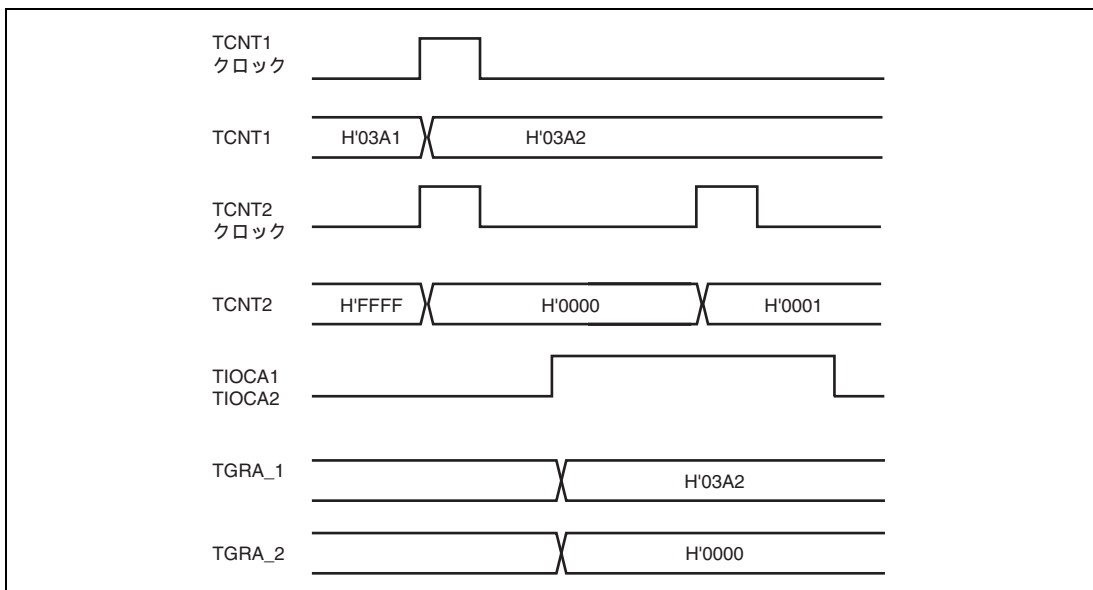 TCNT1
クロック
TCNT1 H'03A1 H'03A2
TCNT2
クロック
TCNT2 H'FFFF H'0000 H'0001
TIOCA1
TIOCA2
TGRA_1 H'03A2
TGRA_2 H'0000